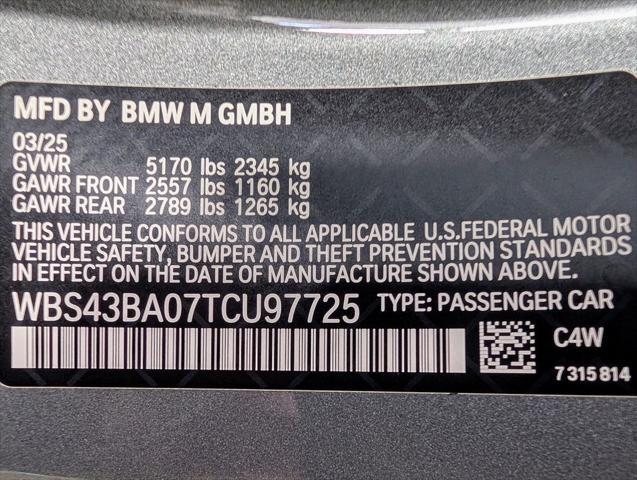 MFD BY BMW M GMBH
03/25
GVWR 5170 lbs 2345 kg
GAWR FRONT 2557 lbs 1160 kg
GAWR REAR 2789 lbs 1265 kg
THIS VEHICLE CONFORMS TO ALL APPLICABLE U.S.FEDERAL MOTOR
VEHICLE SAFETY, BUMPER AND THEFT PREVENTION STANDARDS
IN EFFECT ON THE DATE OF MANUFACTURE SHOWN ABOVE.
WBS43BA07TCU97725 TYPE: PASSENGER CAR
C4W
7 315 814